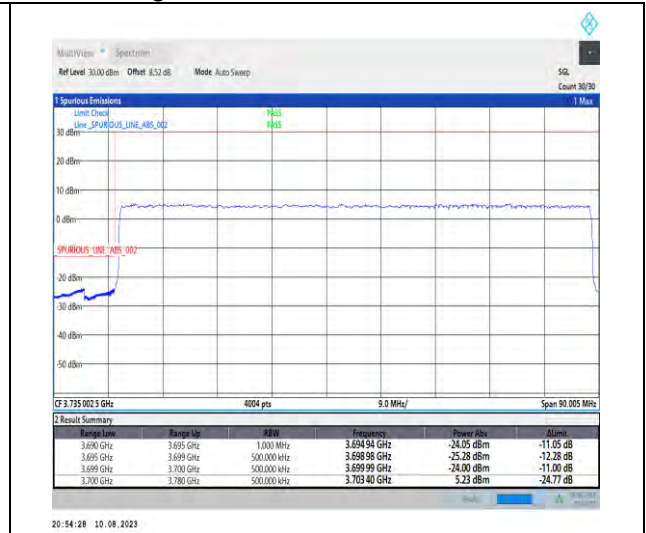 MultiView Spectrum
Ref Level 30.00 dBm Offset 8.52 dB Mode Auto Sweep SGL
Count 30/30
1 Spurious Emissions 1 Max
Limit Check PASS
Line _SPURIOUS_LINE_ABS_002 PASS
30 dBm
20 dBm
10 dBm
0 dBm
SPURIOUS_LINE_ABS_002
-20 dBm
-30 dBm
-40 dBm
-50 dBm
CF 3.735 002 5 GHz 4004 pts 9.0 MHz/ Span 90.005 MHz
2 Result Summary
Range Low Range Up RBW Frequency Power Abs ΔLimit
3.690 GHz 3.695 GHz 1.000 MHz 3.694 94 GHz -24.05 dBm -11.05 dB
3.695 GHz 3.699 GHz 500.000 kHz 3.698 98 GHz -25.28 dBm -12.28 dB
3.699 GHz 3.700 GHz 500.000 kHz 3.699 99 GHz -24.00 dBm -11.00 dB
3.700 GHz 3.780 GHz 500.000 kHz 3.703 40 GHz 5.23 dBm -24.77 dB
20:54:28 10.08.2023